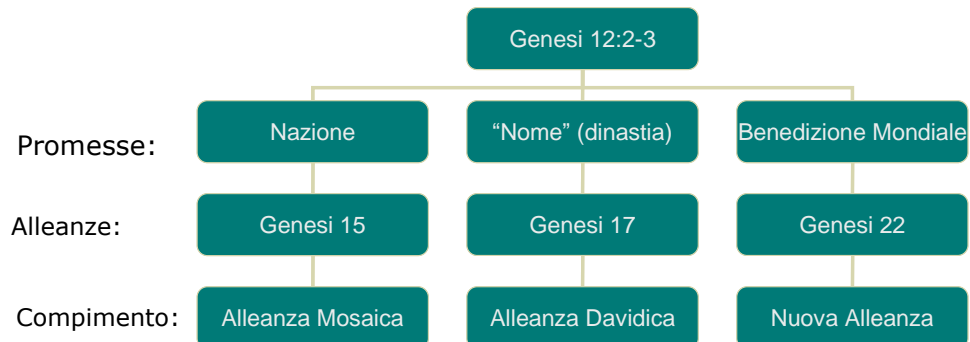 Genesi 12:2-3
Promesse:
Nazione
“Nome” (dinastia)
Benedizione Mondiale
Alleanze:
Genesi 15
Genesi 17
Genesi 22
Compimento:
Alleanza Mosaica
Alleanza Davidica
Nuova Alleanza